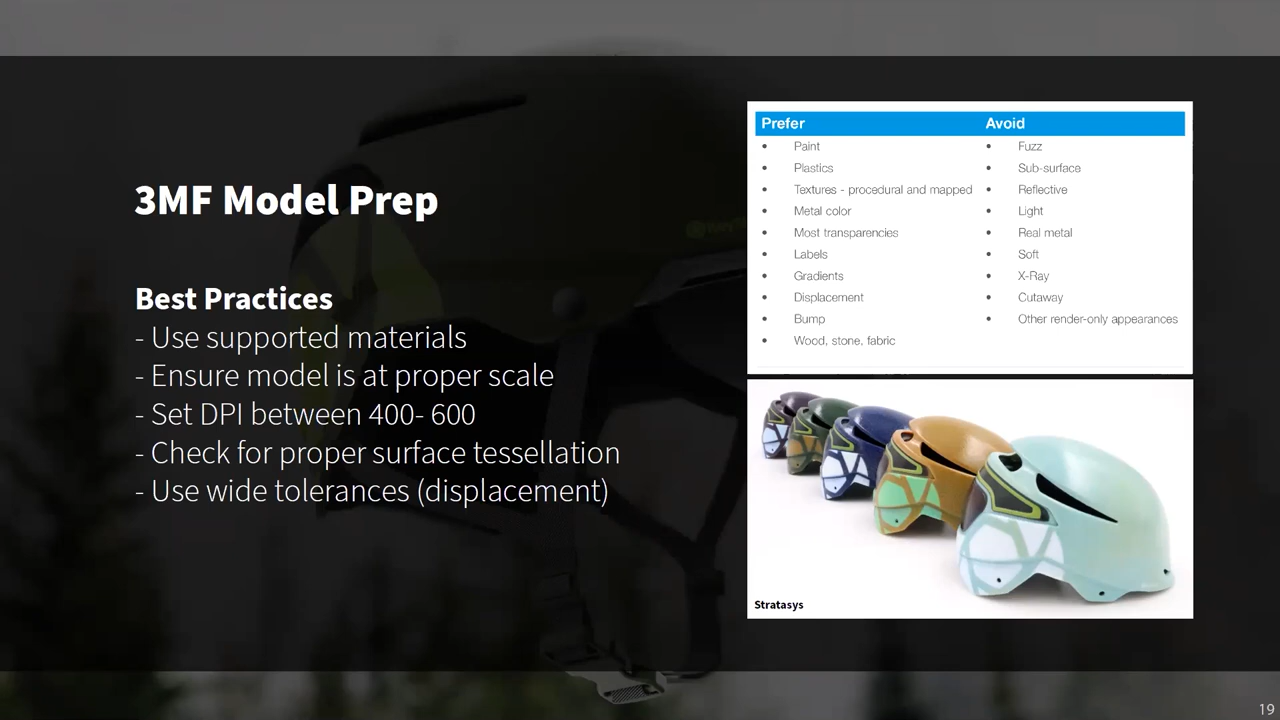 3MF Model Prep
Best Practices
- Use supported materials
- Ensure model is at proper scale
- Set DPI between 400- 600
- Check for proper surface tessellation
- Use wide tolerances (displacement)
Prefer Avoid
• Paint • Fuzz
• Plastics • Sub-surface
• Textures - procedural and mapped • Reflective
• Metal color • Light
• Most transparencies • Real metal
• Labels • Soft
• Gradients • X-Ray
• Displacement • Cutaway
• Bump • Other render-only appearances
• Wood, stone, fabric
Stratasys
19